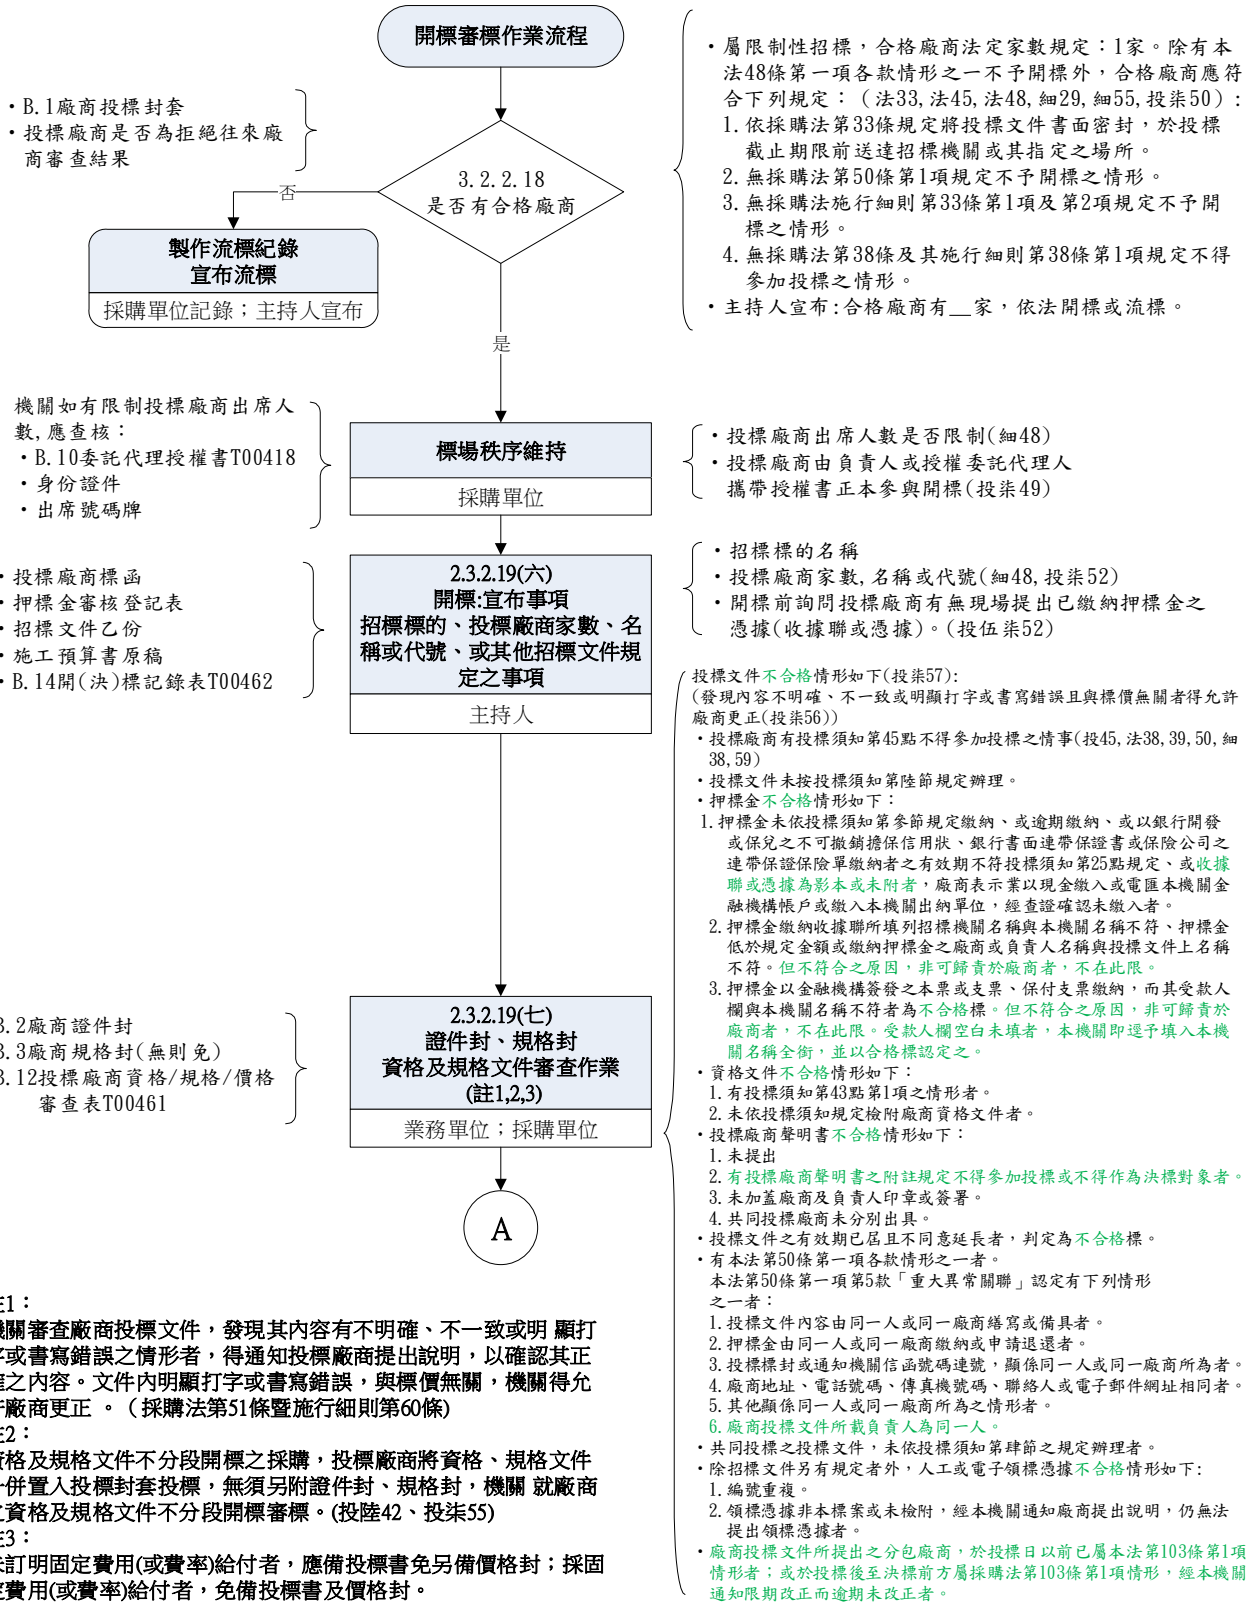 開標審標作業流程
・B.1廠商投標封套
・投標廠商是否為拒絕往來廠
商審查結果
3.2.2.18
是否有合格廠商
否
製作流標紀錄
宣布流標
採購單位記錄；主持人宣布
是
・屬限制性招標，合格廠商法定家數規定：1家。除有本
法48條第一項各款情形之一不予開標外，合格廠商應符
合下列規定：（法33,法45,法48,細29,細55,投柒50）:
1.依採購法第33條規定將投標文件書面密封，於投標
截止期限前送達招標機關或其指定之場所。
2.無採購法第50條第1項規定不予開標之情形。
3.無採購法施行細則第33條第1項及第2項規定不予開
標之情形。
4.無採購法第38條及其施行細則第38條第1項規定不得
參加投標之情形。
・主持人宣布:合格廠商有__家，依法開標或流標。
機關如有限制投標廠商出席人
數,應查核：
・B.10委託代理授權書T00418
・身份證件
・出席號碼牌
標場秩序維持
採購單位
・投標廠商出席人數是否限制(細48)
・投標廠商由負責人或授權委託代理人
攜帶授權書正本參與開標(投柒49)
・投標廠商標函
・押標金審核登記表
・招標文件乙份
・施工預算書原稿
・B.14開(決)標記錄表T00462
2.3.2.19(六)
開標:宣布事項
招標標的、投標廠商家數、名
稱或代號、或其他招標文件規
定之事項
主持人
・招標標的名稱
・投標廠商家數,名稱或代號(細48,投柒52)
・開標前詢問投標廠商有無現場提出已繳納押標金之
憑據(收據聯或憑據)。(投伍柒52)
3.2廠商證件封
3.3廠商規格封(無則免)
3.12投標廠商資格/規格/價格
審查表T00461
2.3.2.19(七)
證件封、規格封
資格及規格文件審查作業
(註1,2,3)
業務單位；採購單位
A
投標文件不合格情形如下(投柒57):
(發現內容不明確、不一致或明顯打字或書寫錯誤且與標價無關者得允許
廠商更正(投柒56))
・投標廠商有投標須知第45點不得參加投標之情事(投45,法38,39,50,細
38,59)
・投標文件未按投標須知第陸節規定辦理。
・押標金不合格情形如下：
1.押標金未依投標須知第參節規定繳納、或逾期繳納、或以銀行開發
或保兌之不可撤銷擔保信用狀、銀行書面連帶保證書或保險公司之
連帶保證保險單繳納者之有效期不符投標須知第25點規定、或收據
聯或憑據為影本或未附者，廠商表示業以現金繳入或電匯本機關金
融機構帳戶或繳入本機關出納單位，經查證確認未繳入者。
2.押標金繳納收據聯所填列招標機關名稱與本機關名稱不符、押標金
低於規定金額或繳納押標金之廠商或負責人名稱與投標文件上名稱
不符。但不符合之原因，非可歸責於廠商者，不在此限。
3.押標金以金融機構簽發之本票或支票、保付支票繳納，而其受款人
欄與本機關名稱不符者為不合格標。但不符合之原因，非可歸責於
廠商者，不在此限。受款人欄空白未填者，本機關即逕予填入本機
關名稱全銜，並以合格標認定之。
・資格文件不合格情形如下：
1.有投標須知第43點第1項之情形者。
2.未依投標須知規定檢附廠商資格文件者。
・投標廠商聲明書不合格情形如下：
1.未提出
2.有投標廠商聲明書之附註規定不得參加投標或不得作為決標對象者。
3.未加蓋廠商及負責人印章或簽署。
4.共同投標廠商未分別出具。
・投標文件之有效期已屆且不同意延長者，判定為不合格標。
・有本法第50條第一項各款情形之一者。
本法第50條第一項第5款「重大異常關聯」認定有下列情形
之一者：
1.投標文件內容由同一人或同一廠商繕寫或備具者。
2.押標金由同一人或同一廠商繳納或申請退還者。
3.投標標封或通知機關信函號碼連號，顯係同一人或同一廠商所為者。
4.廠商地址、電話號碼、傳真機號碼、聯絡人或電子郵件網址相同者。
5.其他顯係同一人或同一廠商所為之情形者。
6.廠商投標文件所載負責人為同一人。
・共同投標之投標文件，未依投標須知第肆節之規定辦理者。
・除招標文件另有規定者外，人工或電子領標憑據不合格情形如下:
1.編號重複。
2.領標憑據非本標案或未檢附，經本機關通知廠商提出說明，仍無法
提出領標憑據者。
・廠商投標文件所提出之分包廠商，於投標日以前已屬本法第103條第1項
情形者；或於投標後至決標前方屬採購法第103條第1項情形，經本機關
通知限期改正而逾期未改正者。
註1：
機關審查廠商投標文件，發現其內容有不明確、不一致或明 顯打
字或書寫錯誤之情形者，得通知投標廠商提出說明，以確認其正
確之內容。文件內明顯打字或書寫錯誤，與標價無關，機關得允
許廠商更正 。（採購法第51條暨施行細則第60條)
註2：
資格及規格文件不分段開標之採購，投標廠商將資格、規格文件
一併置入投標封套投標，無須另附證件封、規格封，機關 就廠商
之資格及規格文件不分段開標審標。(投陸42、投柒55)
註3：
未訂明固定費用(或費率)給付者，應備投標書免另備價格封；採固
定費用(或費率)給付者，免備投標書及價格封。